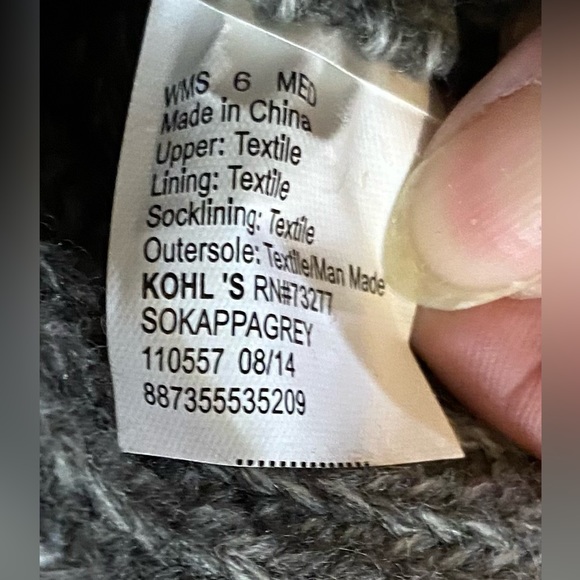 WMS 6 MED
Made in China
Upper: Textile
Lining: Textile
Socklining: Textile
Outersole: Textile/Man Made
KOHL 'S RN#73277
SOKAPPAGREY
110557 08/14
887355535209